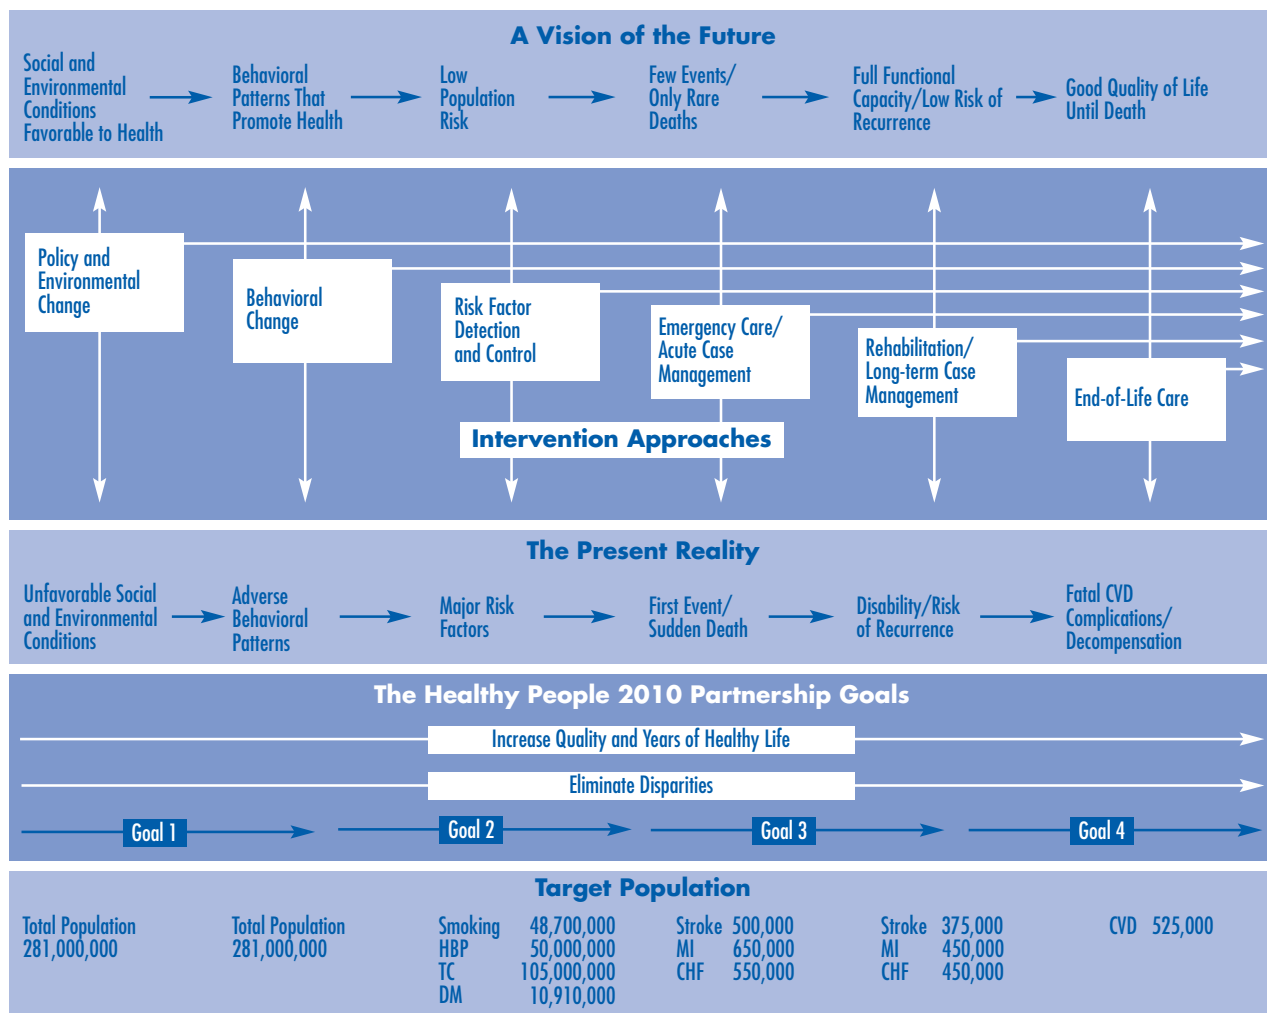 A Vision of the Future
Social and
Environmental
Conditions
Favorable to Health
Behavioral
Patterns That
Promote Health
Low
Population
Risk
Few Events/
Only Rare
Deaths
Full Functional
Capacity/Low Risk of
Recurrence
Good Quality of Life
Until Death
Policy and
Environmental
Change
Behavioral
Change
Risk Factor
Detection
and Control
Emergency Care/
Acute Case
Management
Rehabilitation/
Long-term Case
Management
End-of-Life Care
Intervention Approaches
The Present Reality
Unfavorable Social
and Environmental
Conditions
Adverse
Behavioral
Patterns
Major Risk
Factors
First Event/
Sudden Death
Disability/Risk
of Recurrence
Fatal CVD
Complications/
Decompensation
The Healthy People 2010 Partnership Goals
Increase Quality and Years of Healthy Life
Eliminate Disparities
Goal 1
Goal 2
Goal 3
Goal 4
Target Population
Total Population
281,000,000
Total Population
281,000,000
Smoking 48,700,000
HBP 50,000,000
TC 105,000,000
DM 10,910,000
Stroke 500,000
MI 650,000
CHF 550,000
Stroke 375,000
MI 450,000
CHF 450,000
CVD 525,000